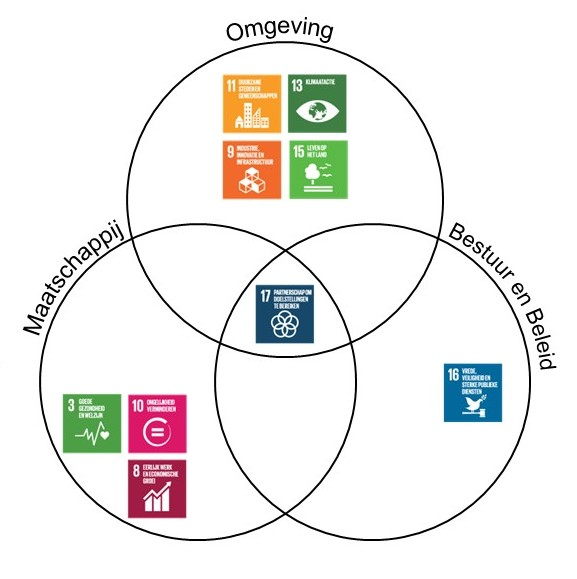 Omgeving
11 DUURZAME
STEDEN EN
GEMEENSCHAPPEN
13 KLIMAATACTIE
9 INDUSTRIE,
INNOVATIE EN
INFRASTRUCTUUR
15 LEVEN OP
HET LAND
Maatschappij
Bestuur en Beleid
17 PARTNERSCHAP OM
DOELSTELLINGEN
TE BEREIKEN
16 VREDE,
VEILIGHEID EN
STERKE PUBLIEKE
DIENSTEN
3 GOEDE
GEZONDHEID
EN WELZIJN
10 ONGELIJKHEID
VERMINDEREN
8 EERLIJK WERK
EN ECONOMISCHE
GROEI